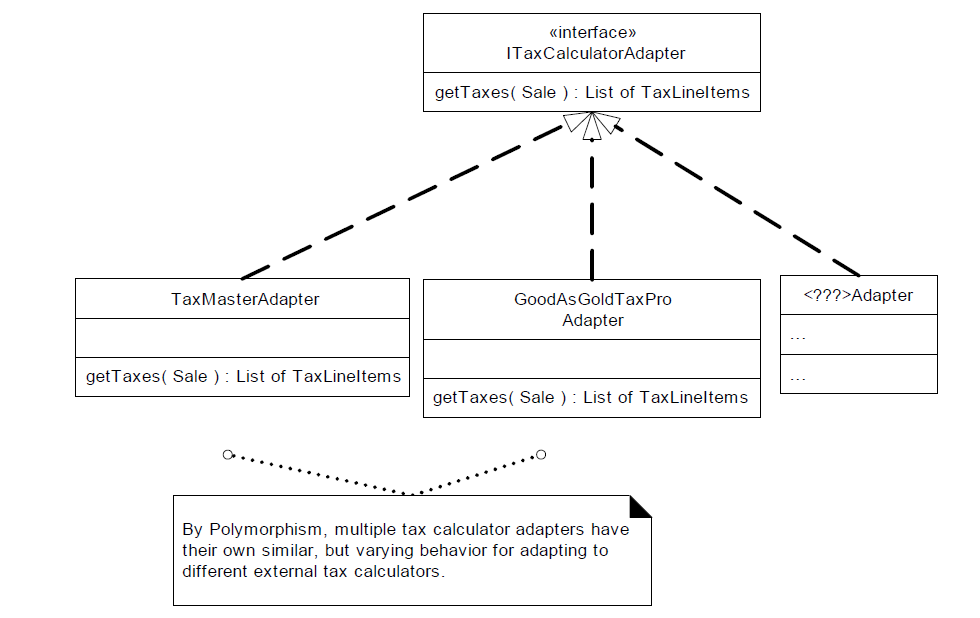 «interface»
ITaxCalculatorAdapter
getTaxes( Sale ) : List of TaxLineItems
TaxMasterAdapter
getTaxes( Sale ) : List of TaxLineItems
GoodAsGoldTaxPro
Adapter
getTaxes( Sale ) : List of TaxLineItems
<???>Adapter
...
...
By Polymorphism, multiple tax calculator adapters have
their own similar, but varying behavior for adapting to
different external tax calculators.